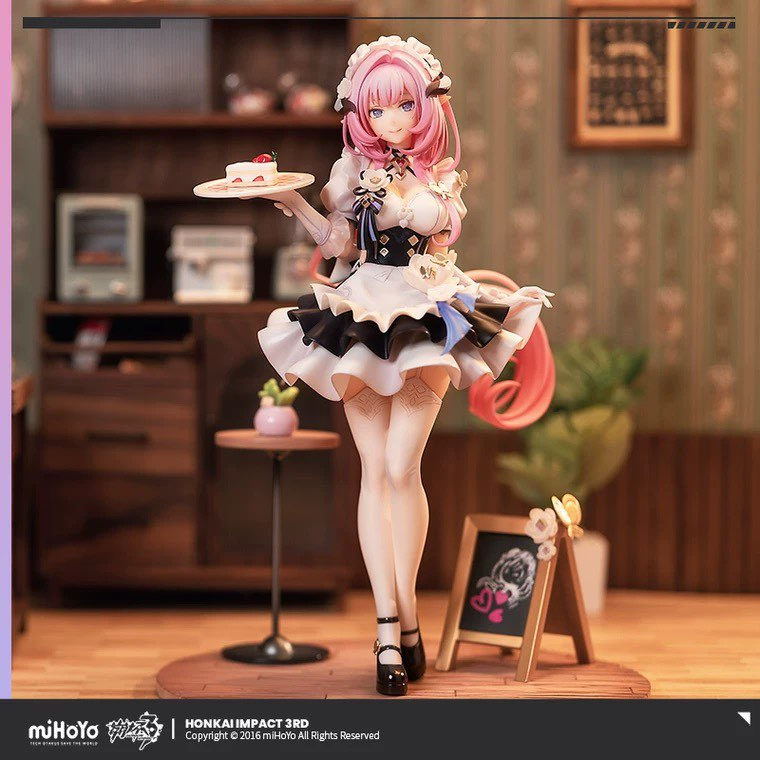 miHoYo
TECH OTAKUS SAVE THE WORLD
HONKAI IMPACT 3RD
Copyright © 2016 miHoYo All Rights Reserved